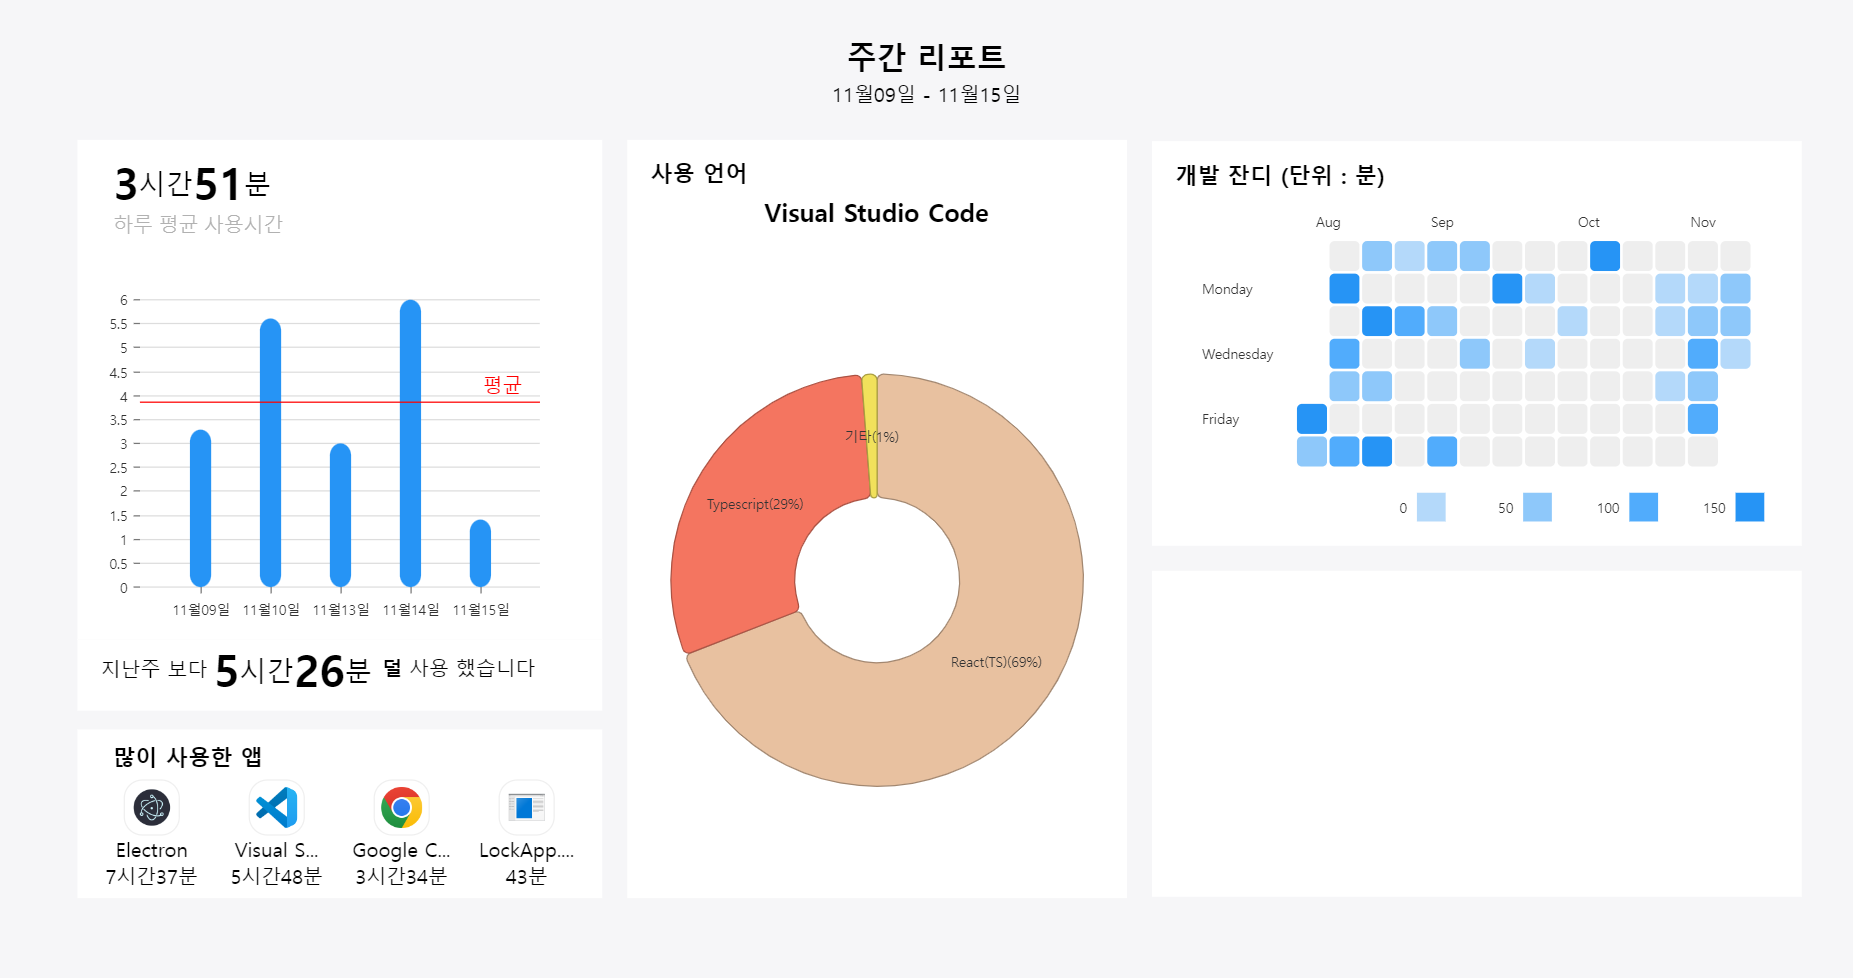 주간 리포트
11월09일 - 11월15일
3시간51분
하루 평균 사용시간
6
5.5
5
4.5
평균
4
3.5
3
2.5
2
1.5
1
0.5
0
11월09일 11월10일 11월13일 11월14일 11월15일
지난주 보다 5시간26분 덜 사용 했습니다
많이 사용한 앱
Electron Visual S... Google C... LockApp....
7시간37분 5시간48분 3시간34분 43분
사용 언어
Visual Studio Code
기타(1%)
Typescript(29%)
React(TS)(69%)
개발 잔디 (단위 : 분)
Aug Sep Oct Nov
Monday
Wednesday
Friday
0 50 100 150